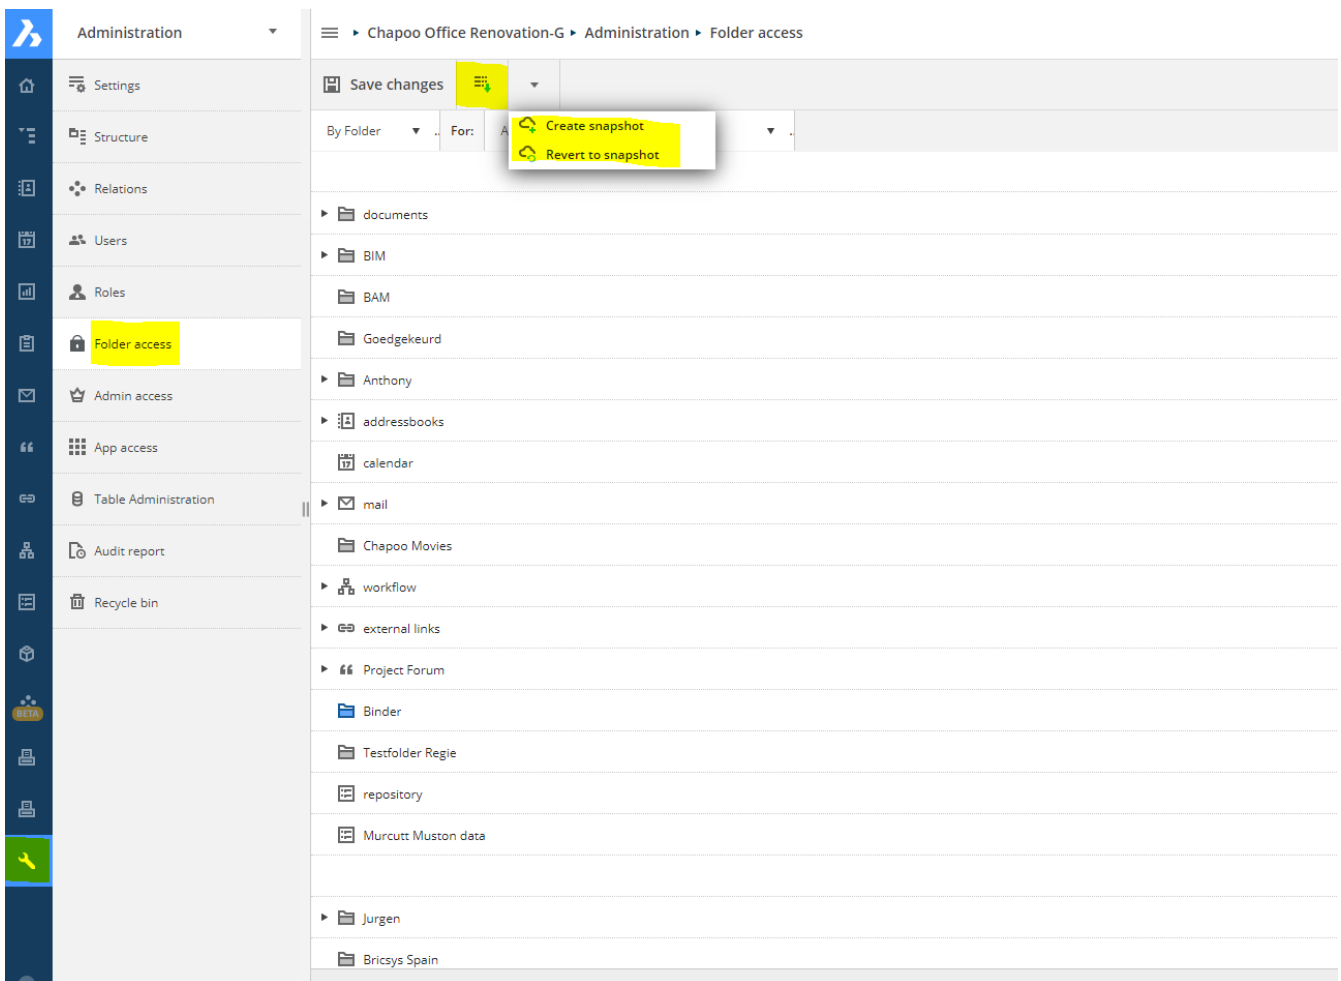 Administration
Chapoo Office Renovation-G ▸ Administration ▸ Folder access
Settings
Save changes
By Folder
..
For:
A
Create snapshot
Revert to snapshot
Structure
Relations
Users
Roles
Folder access
Admin access
App access
Table Administration
Audit report
Recycle bin
17
BETA
documents
BIM
BAM
Goedgekeurd
Anthony
addressbooks
17
calendar
mail
Chapoo Movies
workflow
external links
Project Forum
Binder
Testfolder Regie
repository
Murcutt Muston data
Jurgen
Bricsys Spain